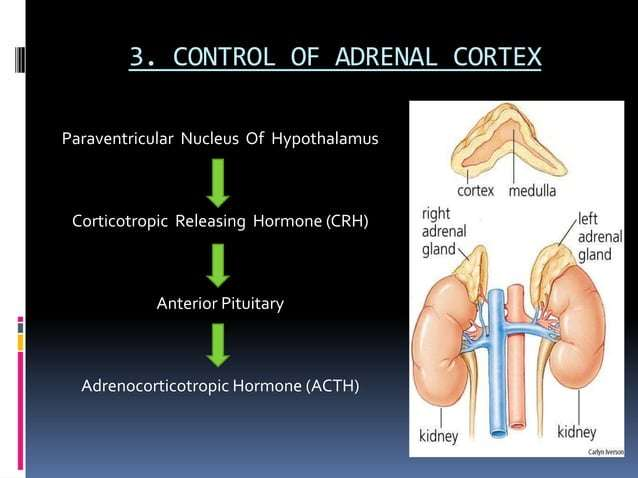 3. CONTROL OF ADRENAL CORTEX
Paraventricular Nucleus Of Hypothalamus
Corticotropic Releasing Hormone (CRH)
Anterior Pituitary
Adrenocorticotropic Hormone (ACTH)
cortex medulla
right
adrenal
gland
left
adrenal
gland
kidney
kidney
Carlyn Iverson